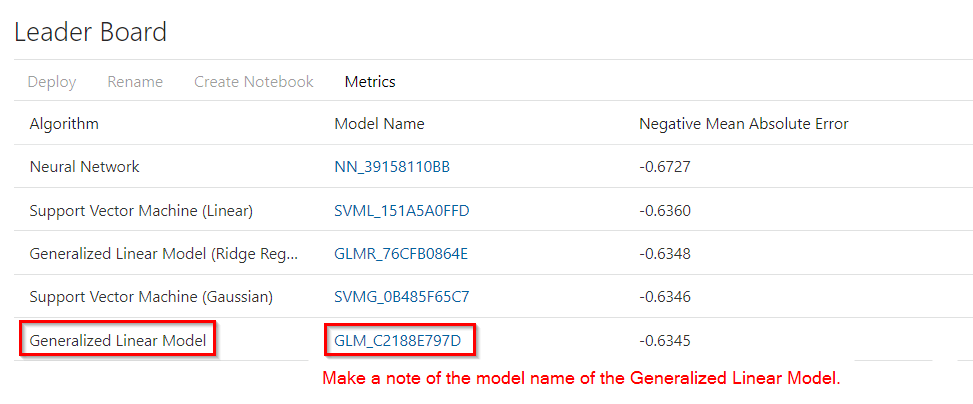 Leader Board
Deploy Rename Create Notebook Metrics
Algorithm Model Name Negative Mean Absolute Error
Neural Network NN_39158110BB -0.6727
Support Vector Machine (Linear) SVML_151A5A0FFD -0.6360
Generalized Linear Model (Ridge Reg... GLMR_76CFB0864E -0.6348
Support Vector Machine (Gaussian) SVMG_0B485F65C7 -0.6346
Generalized Linear Model GLM_C2188E797D -0.6345
Make a note of the model name of the Generalized Linear Model.